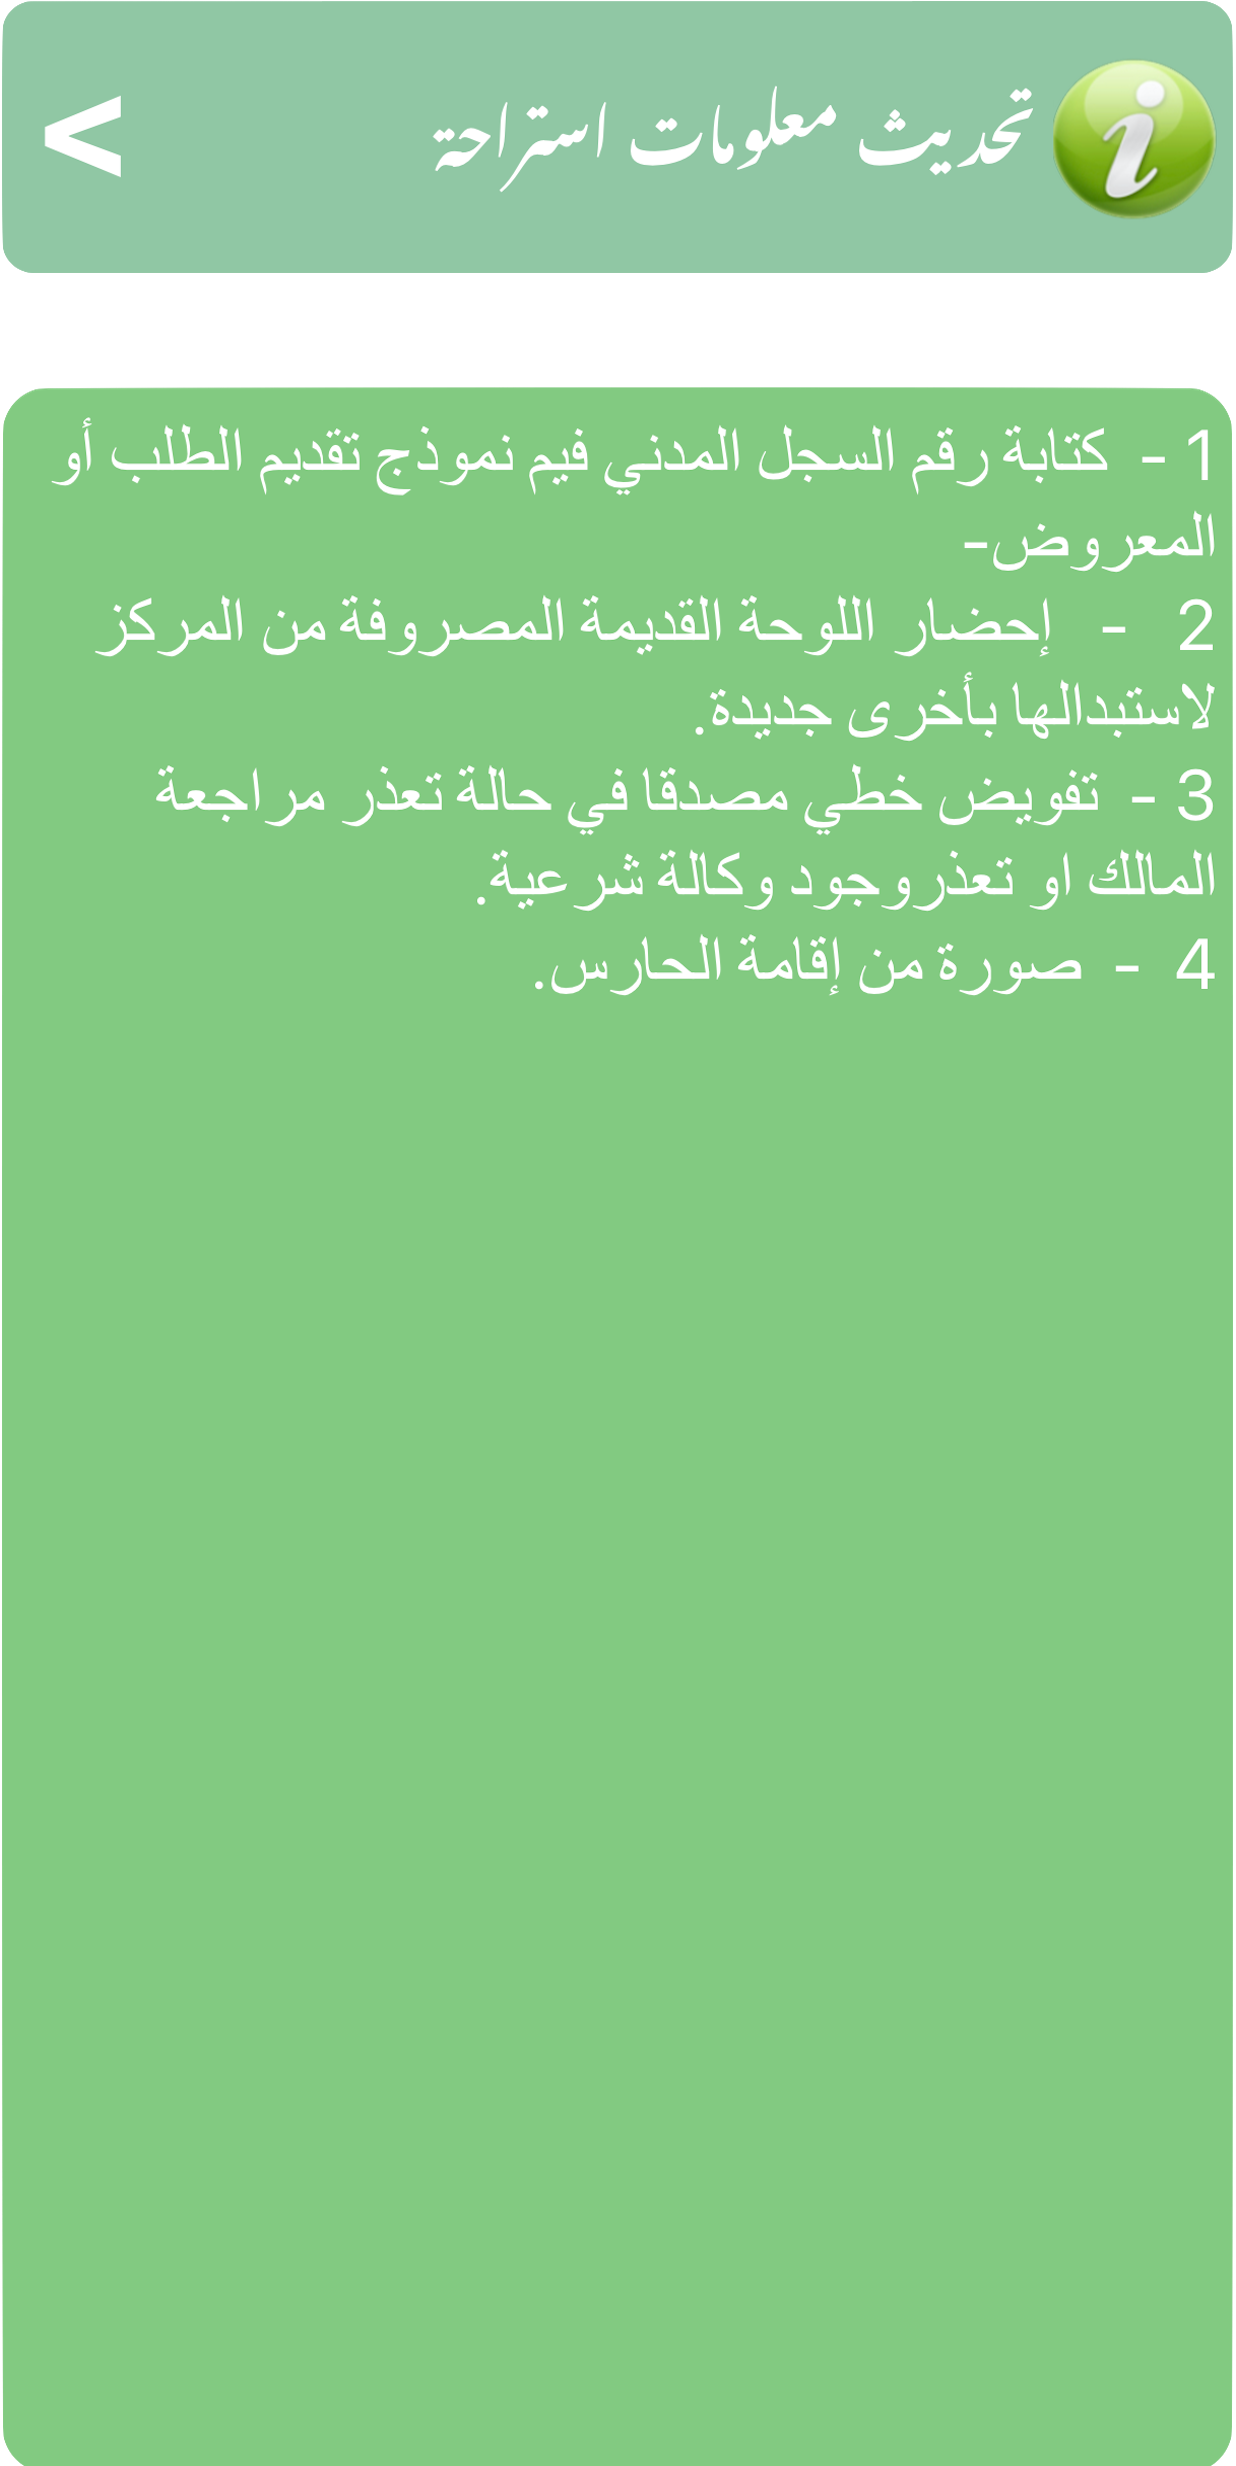 تحديث معلومات استراحة
>
1 - كتابة رقم السجل المدني فيم نموذج تقديم الطلب أو
المعروض-
2 - إحضار اللوحة القديمة المصروفة من المركز
لاستبدالها بأخرى جديدة.
3 - تفويض خطي مصدقا في حالة تعذر مراجعة
المالك او تعذروجود وكالة شرعية.
4 - صورة من إقامة الحارس.